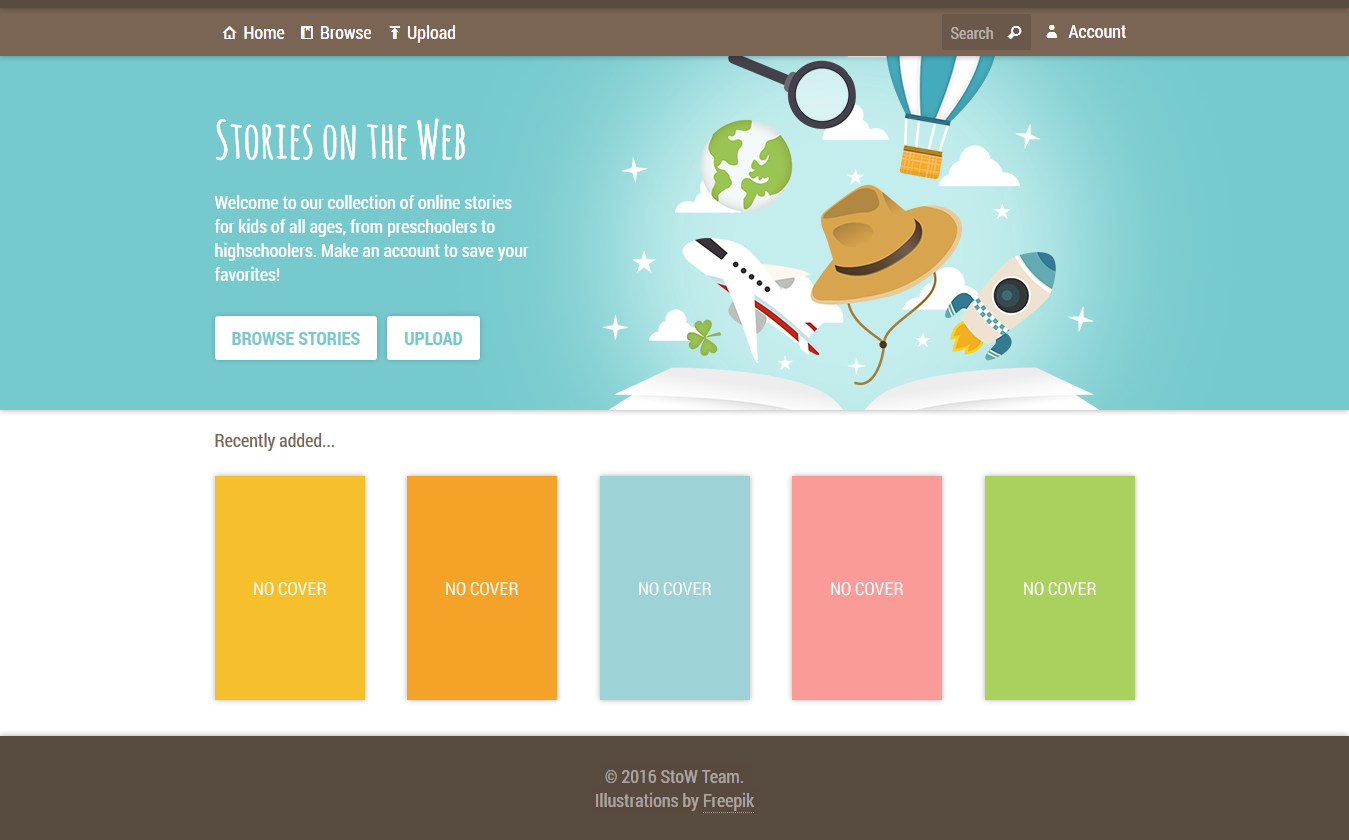 Home Browse Upload Search Account
Stories on the Web
Welcome to our collection of online stories
for kids of all ages, from preschoolers to
highschoolers. Make an account to save your
favorites!
BROWSE STORIES UPLOAD
Recently added...
NO COVER NO COVER NO COVER NO COVER NO COVER
© 2016 StoW Team.
Illustrations by Freepik